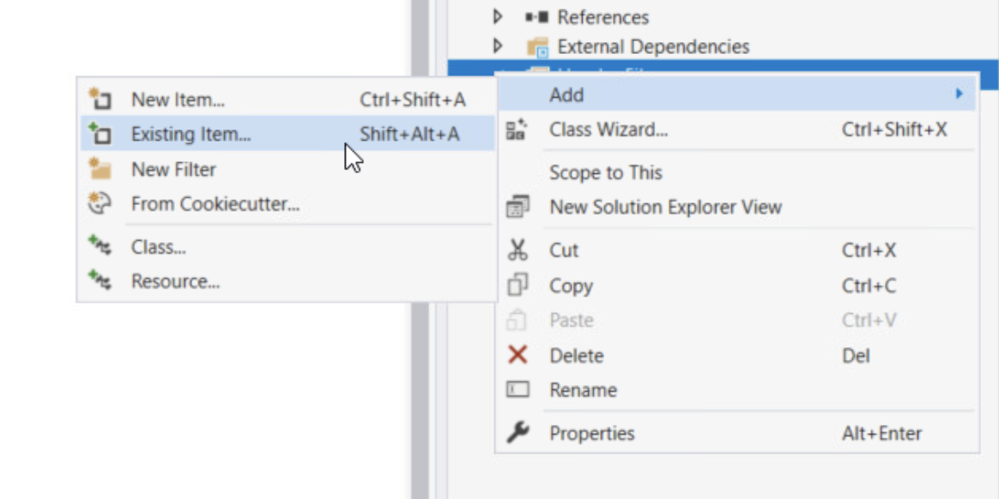 References
External Dependencies
New Item... Ctrl+Shift+A
Existing Item... Shift+Alt+A
New Filter
From Cookiecutter...
Class...
Resource...
Add
Class Wizard... Ctrl+Shift+X
Scope to This
New Solution Explorer View
Cut Ctrl+X
Copy Ctrl+C
Paste Ctrl+V
Delete Del
Rename
Properties Alt+Enter